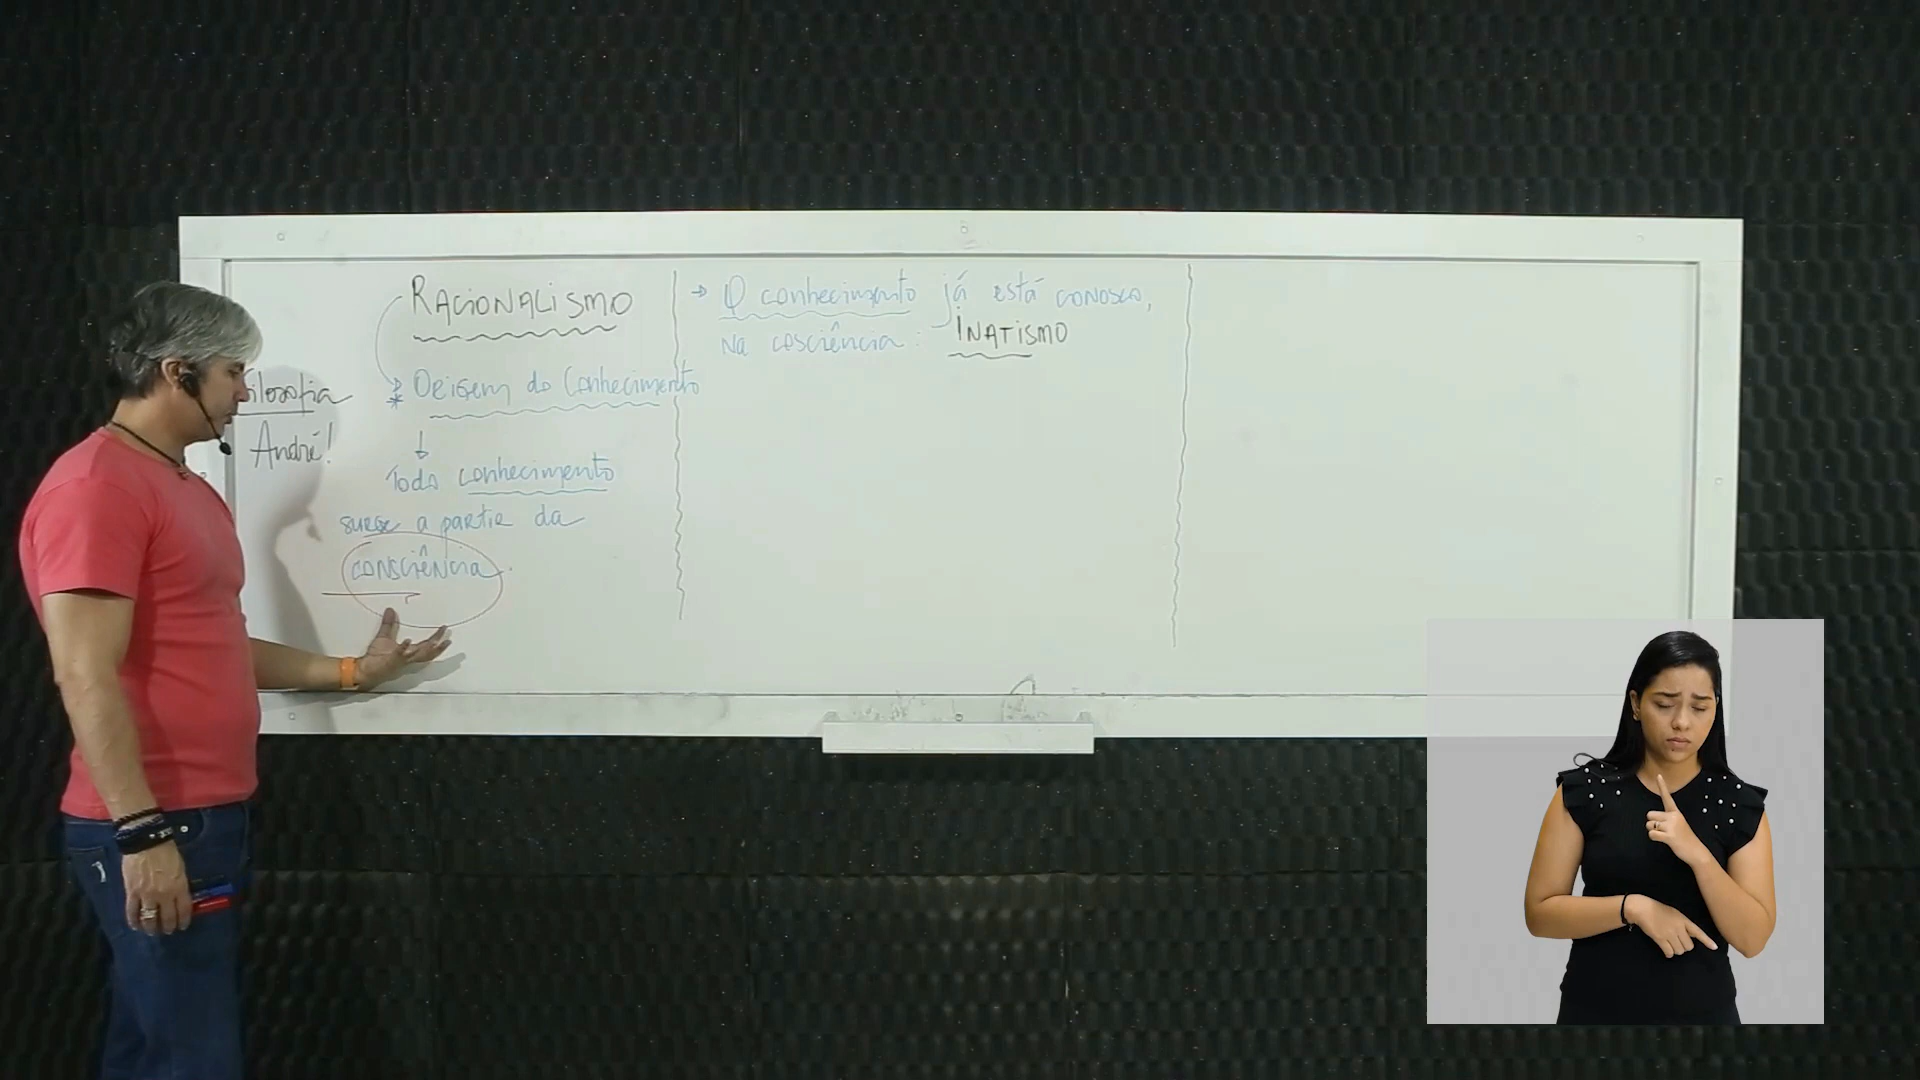 Filosofia
André!
RACIONALISMO
* Origem do Conhecimento
Todo conhecimento
surge a partir da
consciência.
→ O conhecimento já está conosco,
na cosciência:
INATISMO